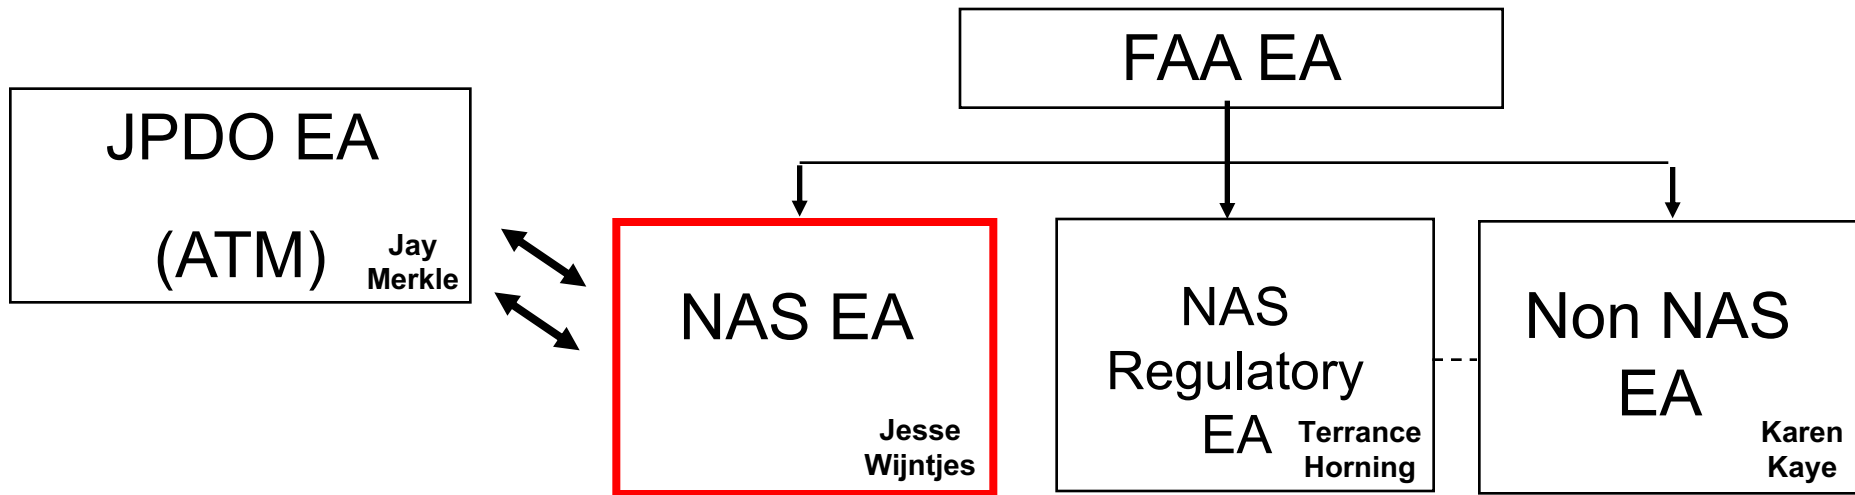 FAA EA
JPDO EA
(ATM)
Jay
Merkle
NAS EA
Jesse
Wijntjes
NAS
Regulatory
EA
Terrance
Horning
Non NAS
EA
Karen
Kaye